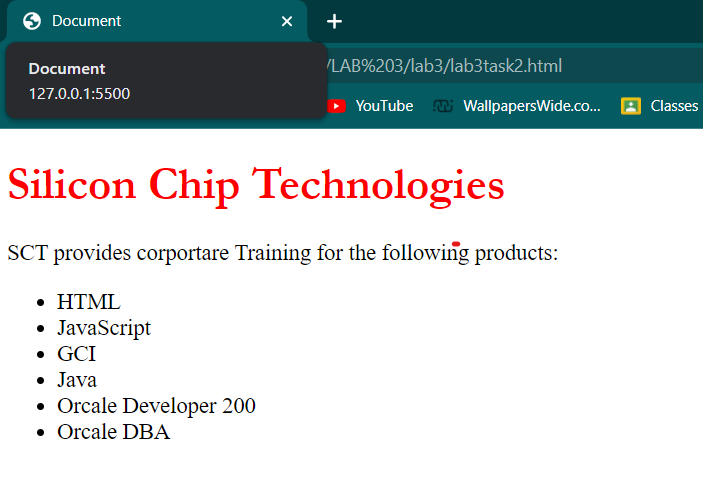 Document
Document
127.0.0.1:5500
/LAB%203/lab3/lab3task2.html
YouTube
WallpapersWide.co...
Classes
Silicon Chip Technologies
SCT provides corportare Training for the following products:
HTML
JavaScript
GCI
Java
Orcale Developer 200
Orcale DBA